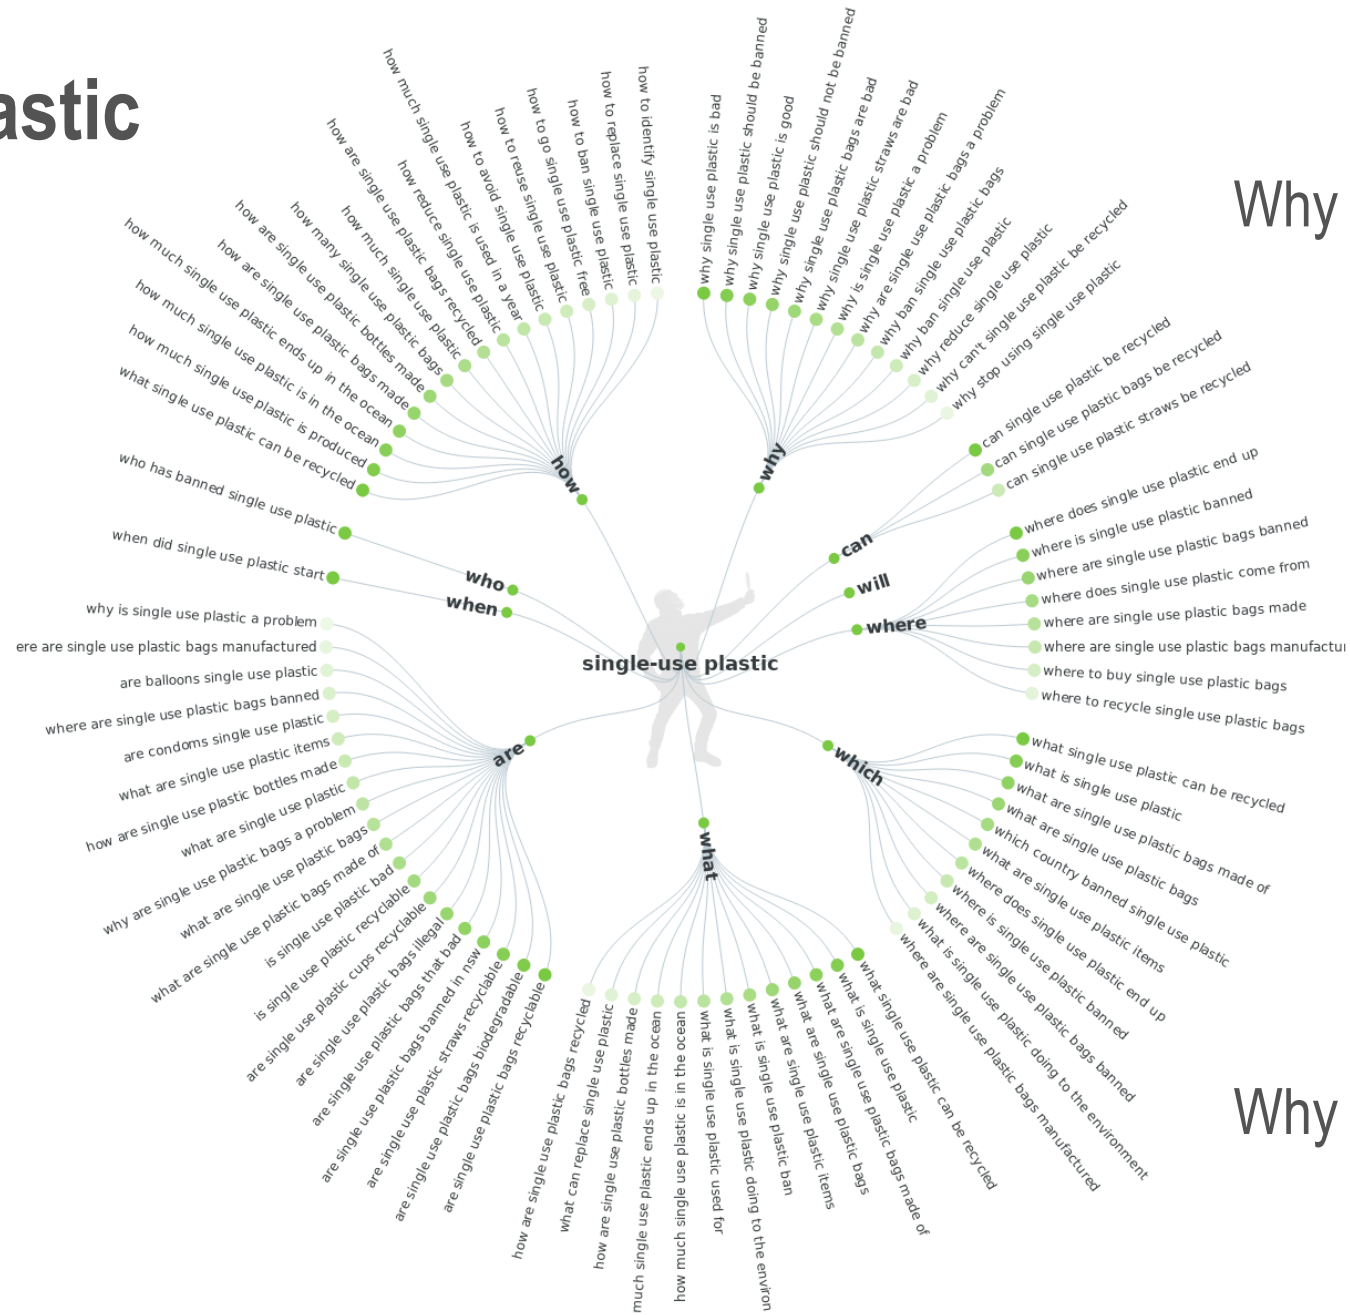 astic
Why
Why
single-use plastic
why
why single use plastic is bad
why single use plastic should be banned
why single use plastic is good
why single use plastic should not be banned
why single use plastic bags are bad
why single use plastic straws are bad
why is single use plastic a problem
why are single use plastic bags a problem
why ban single use plastic bags
why ban single use plastic
why reduce single use plastic
why can't single use plastic be recycled
why stop using single use plastic
can
can single use plastic be recycled
can single use plastic bags be recycled
can single use plastic straws be recycled
will
where
where does single use plastic end up
where is single use plastic banned
where are single use plastic bags banned
where does single use plastic come from
where are single use plastic bags made
where are single use plastic bags manufactu
where to buy single use plastic bags
where to recycle single use plastic bags
which
what single use plastic can be recycled
what is single use plastic
what are single use plastic bags made of
what are single use plastic bags
which country banned single use plastic
what are single use plastic items
where does single use plastic end up
where is single use plastic banned
where are single use plastic bags banned
what is single use plastic doing to the environment
where are single use plastic bags manufactured
what
what single use plastic can be recycled
what is single use plastic
what are single use plastic bags made of
what are single use plastic bags
what are single use plastic items
what is single use plastic ban
what is single use plastic doing to the environ
what is single use plastic used for
how much single use plastic is in the ocean
much single use plastic ends up in the ocean
how are single use plastic bottles made
what can replace single use plastic
how are single use plastic bags recycled
are
are single use plastic bags recyclable
are single use plastic bags biodegradable
are single use plastic straws recyclable
are single use plastic bags banned in nsw
are single use plastic bags that bad
are single use plastic bags illegal
are single use plastic cups recyclable
is single use plastic recyclable
is single use plastic bad
what are single use plastic bags made of
what are single use plastic bags
why are single use plastic bags a problem
what are single use plastic
how are single use plastic bottles made
what are single use plastic items
are condoms single use plastic
where are single use plastic bags banned
are balloons single use plastic
ere are single use plastic bags manufactured
why is single use plastic a problem
when
when did single use plastic start
who
who has banned single use plastic
how
what single use plastic can be recycled
how much single use plastic is produced
how much single use plastic is in the ocean
how much single use plastic ends up in the ocean
how are single use plastic bags made
how are single use plastic bottles made
how many single use plastic bags
how much single use plastic
how are single use plastic bags recycled
how reduce single use plastic
how much single use plastic is used in a year
how to avoid single use plastic
how to reuse single use plastic
how to go single use plastic free
how to ban single use plastic
how to replace single use plastic
how to identify single use plastic